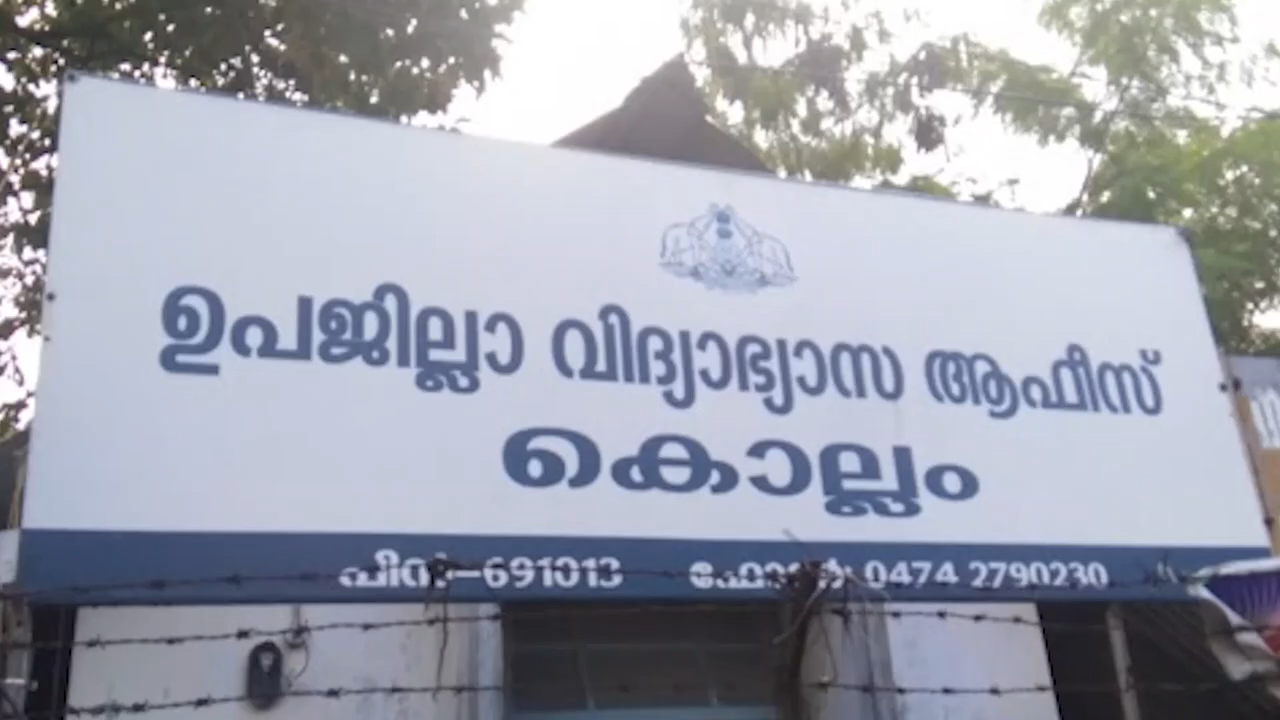 ഉപജില്ലാ വിദ്യാഭ്യാസ ആഫീസ്
കൊല്ലം
പിൻ–691013 ഫോൺ: 0474 2790230